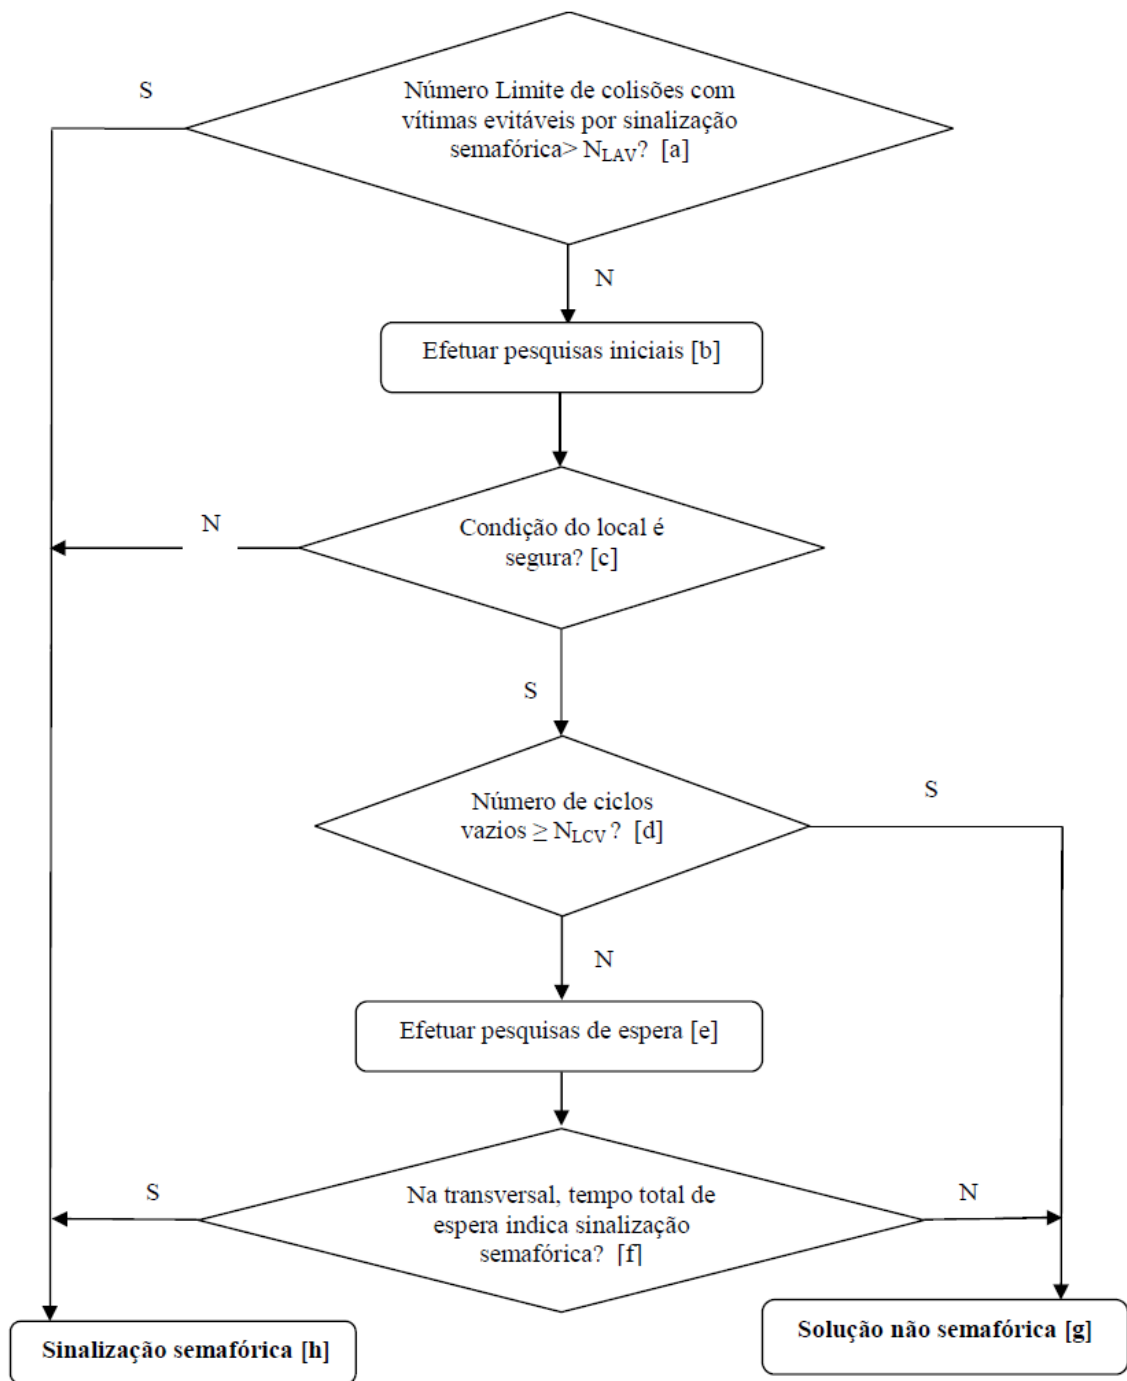 S
Número Limite de colisões com
vítimas evitáveis por sinalização
semafórica> N_LAV? [a]
N
Efetuar pesquisas iniciais [b]
N
Condição do local é
segura? [c]
S
Número de ciclos
vazios ≥ N_LCV ? [d]
S
N
Efetuar pesquisas de espera [e]
S
Na transversal, tempo total de
espera indica sinalização
semafórica? [f]
N
Sinalização semafórica [h]
Solução não semafórica [g]